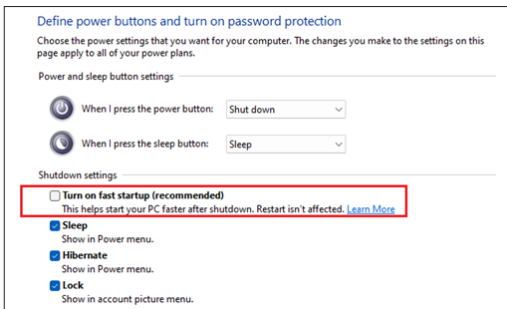 Define power buttons and turn on password protection
Choose the power settings that you want for your computer. The changes you make to the settings on this
page apply to all of your power plans.
Power and sleep button settings
When I press the power button: Shut down
When I press the sleep button: Sleep
Shutdown settings
Turn on fast startup (recommended)
This helps start your PC faster after shutdown. Restart isn't affected. Learn More
Sleep
Show in Power menu.
Hibernate
Show in Power menu.
Lock
Show in account picture menu.